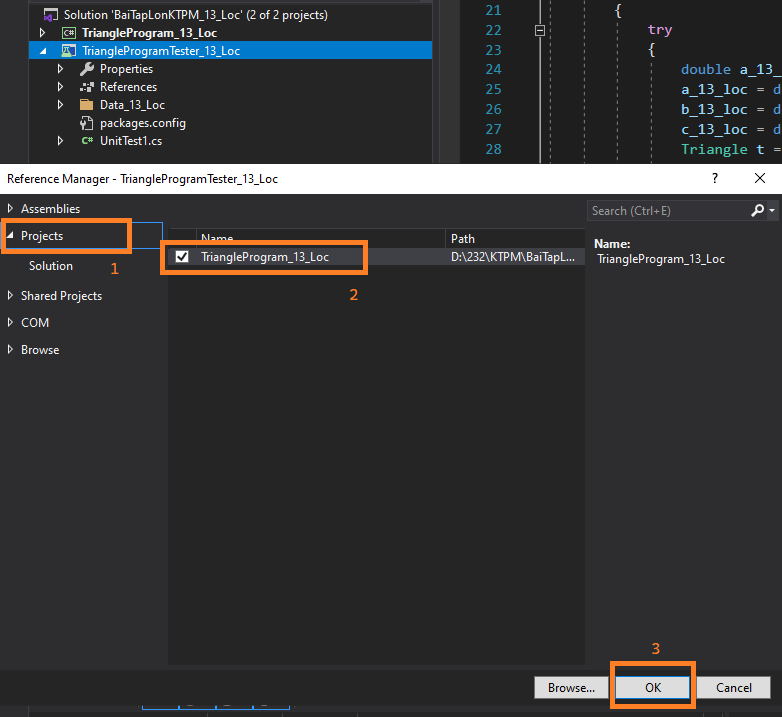 Solution 'BaiTapLonKTPM_13_Loc' (2 of 2 projects)
C# TriangleProgram_13_Loc
TriangleProgramTester_13_Loc
Properties
References
Data_13_Loc
packages.config
C# UnitTest1.cs
21 {
22 try
23 {
24 double a_13_
25 a_13_loc = d
26 b_13_loc = d
27 c_13_loc = d
28 Triangle t =
Reference Manager - TriangleProgramTester_13_Loc ?
Assemblies
Projects
Solution
1
Shared Projects
COM
Browse
Name Path
TriangleProgram_13_Loc D:\232\KTPM\BaiTapL...
2
Search (Ctrl+E)
Name:
TriangleProgram_13_Loc
3
Browse... OK Cancel